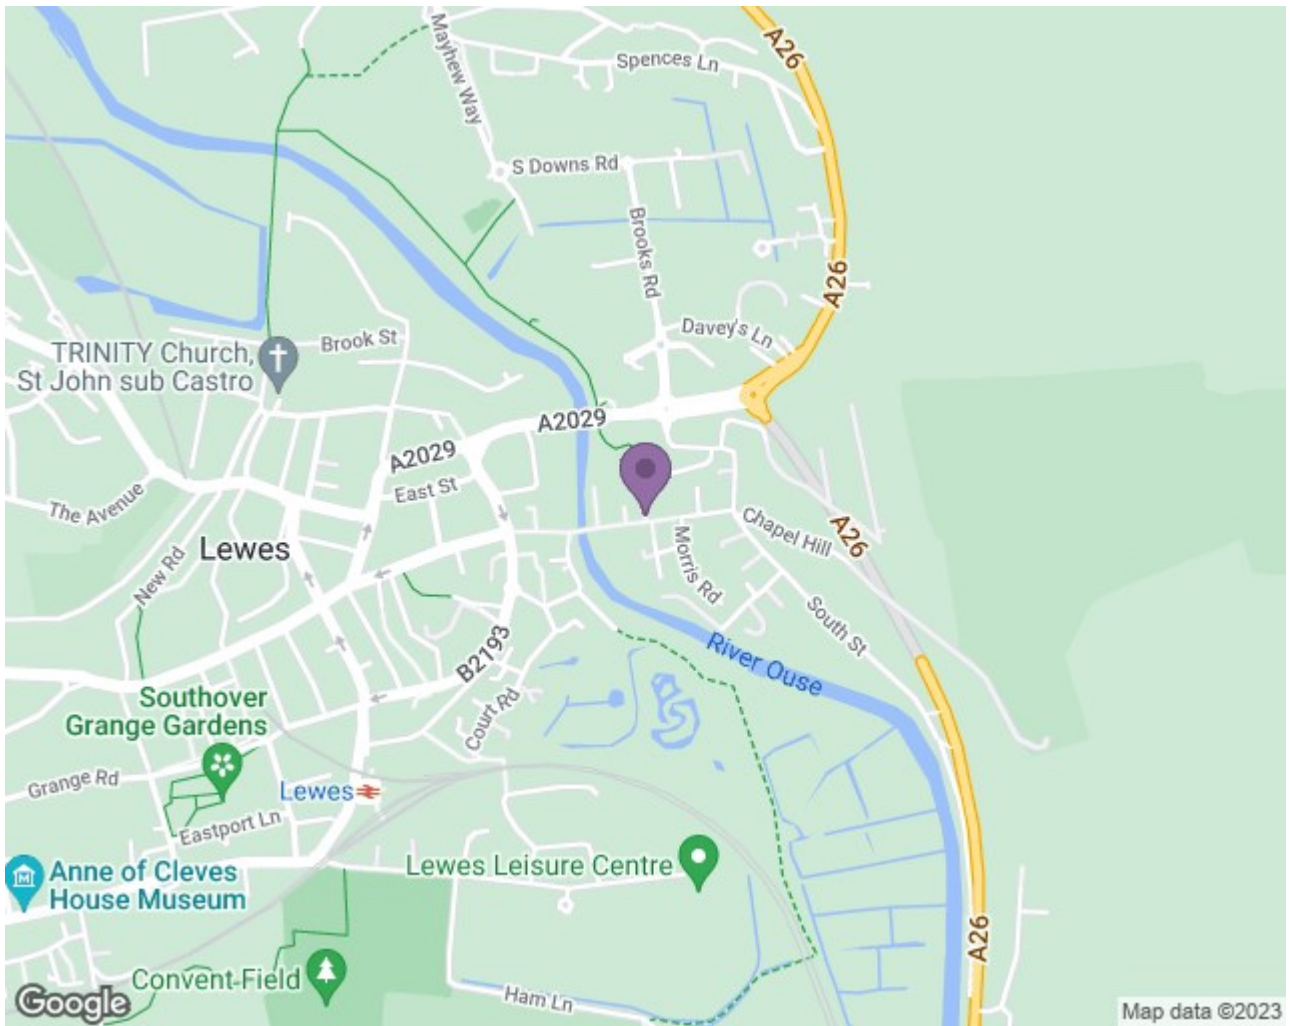 Mayhew Way
A26
Spences Ln
S Downs Rd
Brooks Rd
A26
Davey's Ln
Brook St
TRINITY Church,
St John sub Castro
A2029
A2029
East St
The Avenue
Lewes
New Rd
Chapel Hill
A26
Morris Rd
South St
River Ouse
B2193
Court Rd
Southover
Grange Gardens
Grange Rd
Lewes
Eastport Ln
Lewes Leisure Centre
Anne of Cleves
House Museum
M
A26
Convent Field
Ham Ln
Google
Map data ©2023